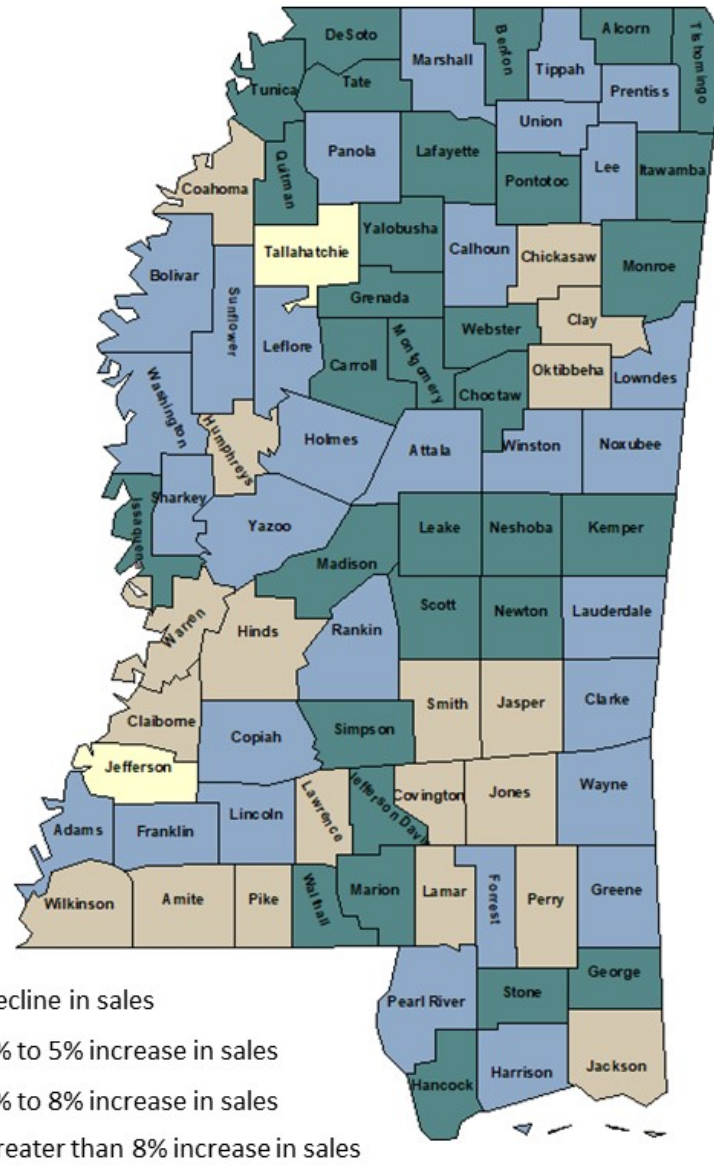 DeSoto
Marshall
Benton
Tippah
Alcorn
Tishomingo
Tunica
Tate
Prentiss
Union
Panola
Lafayette
Pontotoc
Lee
Itawamba
Quitman
Coahoma
Yalobusha
Tallahatchie
Calhoun
Chickasaw
Monroe
Bolivar
Sunflower
Grenada
Clay
Webster
Leflore
Montgomery
Carroll
Oktibbeha
Lowndes
Choctaw
Washington
Humphreys
Holmes
Attala
Winston
Noxubee
Sharkey
Issaquena
Yazoo
Leake
Neshoba
Kemper
Madison
Scott
Newton
Lauderdale
Warren
Hinds
Rankin
Smith
Jasper
Clarke
Claiborne
Copiah
Simpson
Jefferson
Lawrence
Jefferson Davi
Covington
Jones
Wayne
Adams
Franklin
Lincoln
Wilkinson
Amite
Pike
Walthall
Marion
Lamar
Forrest
Perry
Greene
George
Stone
Pearl River
Harrison
Jackson
Hancock
ecline in sales
% to 5% increase in sales
% to 8% increase in sales
reater than 8% increase in sales